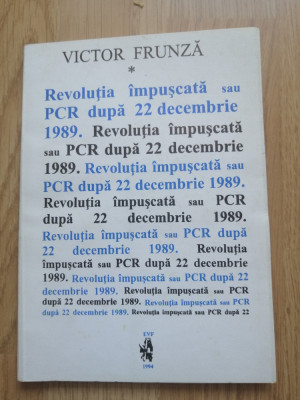 VICTOR FRUNZĂ
*
Revoluția împușcată sau
PCR după 22 decembrie
1989. Revoluția împușcată
sau PCR după 22 decembrie
1989. Revoluția împușcată sau
PCR după 22 decembrie 1989.
Revoluția împușcată sau PCR
după 22 decembrie 1989.
Revoluția împușcată sau PCR după
22 decembrie 1989. Revoluția
împușcată sau PCR după 22 decembrie
1989. Revoluția împușcată sau PCR după 22
decembrie 1989. Revoluția împușcată sau PCR
după 22 decembrie 1989. Revoluția împușcată sau PCR
după 22 decembrie 1989. Revoluția împușcată sau PCR după 22
EVF
1994